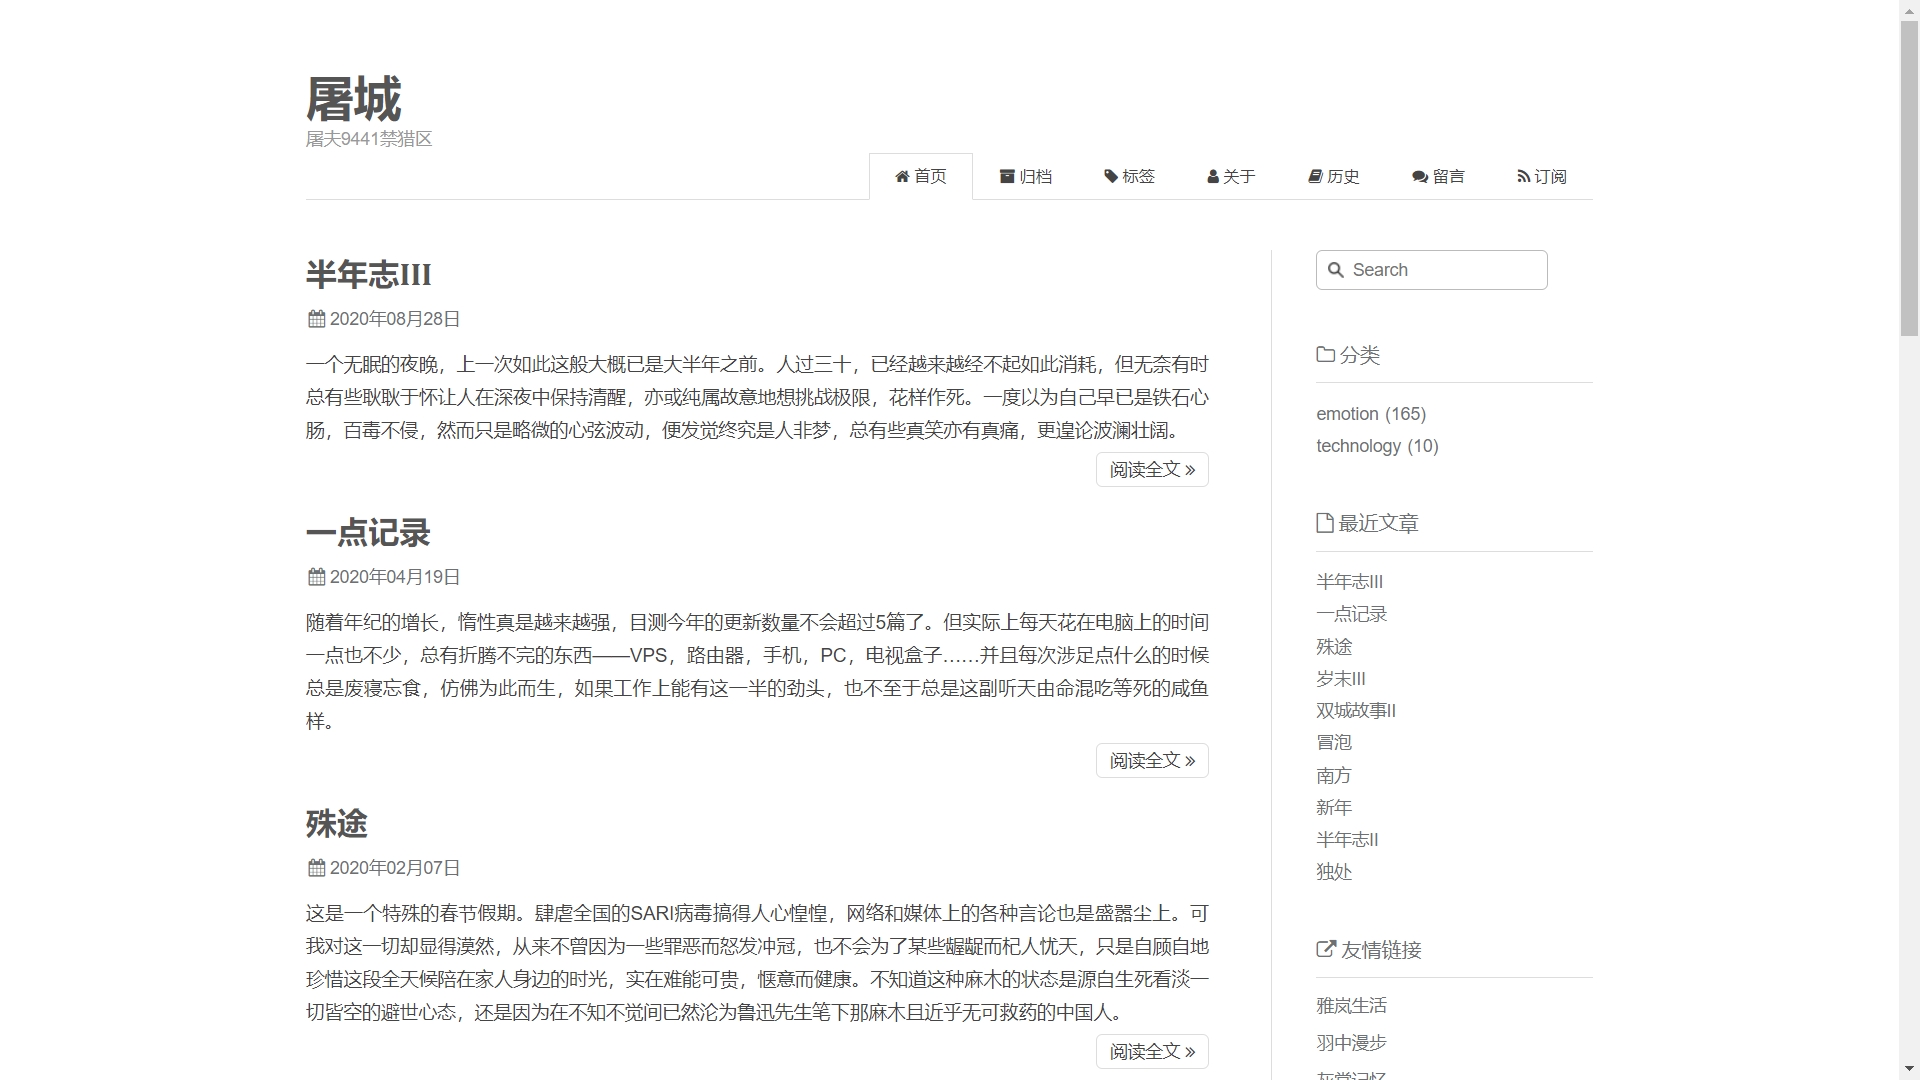 屠城
屠夫9441禁猎区
首页
归档
标签
关于
历史
留言
订阅
半年志III
2020年08月28日
一个无眠的夜晚，上一次如此这般大概已是大半年之前。人过三十，已经越来越经不起如此消耗，但无奈有时
总有些耿耿于怀让人在深夜中保持清醒，亦或纯属故意地想挑战极限，花样作死。一度以为自己早已是铁石心
肠，百毒不侵，然而只是略微的心弦波动，便发觉终究是人非梦，总有些真笑亦有真痛，更遑论波澜壮阔。
阅读全文 »
一点记录
2020年04月19日
随着年纪的增长，惰性真是越来越强，目测今年的更新数量不会超过5篇了。但实际上每天花在电脑上的时间
一点也不少，总有折腾不完的东西——VPS，路由器，手机，PC，电视盒子……并且每次涉足点什么的时候
总是废寝忘食，仿佛为此而生，如果工作上能有这一半的劲头，也不至于总是这副听天由命混吃等死的咸鱼
样。
阅读全文 »
殊途
2020年02月07日
这是一个特殊的春节假期。肆虐全国的SARI病毒搞得人心惶惶，网络和媒体上的各种言论也是盛嚣尘上。可
我对这一切却显得漠然，从来不曾因为一些罪恶而怒发冲冠，也不会为了某些龌龊而杞人忧天，只是自顾自地
珍惜这段全天候陪在家人身边的时光，实在难能可贵，惬意而健康。不知道这种麻木的状态是源自生死看淡一
切皆空的避世心态，还是因为在不知不觉间已然沦为鲁迅先生笔下那麻木且近乎无可救药的中国人。
阅读全文 »
Search
分类
emotion (165)
technology (10)
最近文章
半年志III
一点记录
殊途
岁末III
双城故事II
冒泡
南方
新年
半年志II
独处
友情链接
雅岚生活
羽中漫步